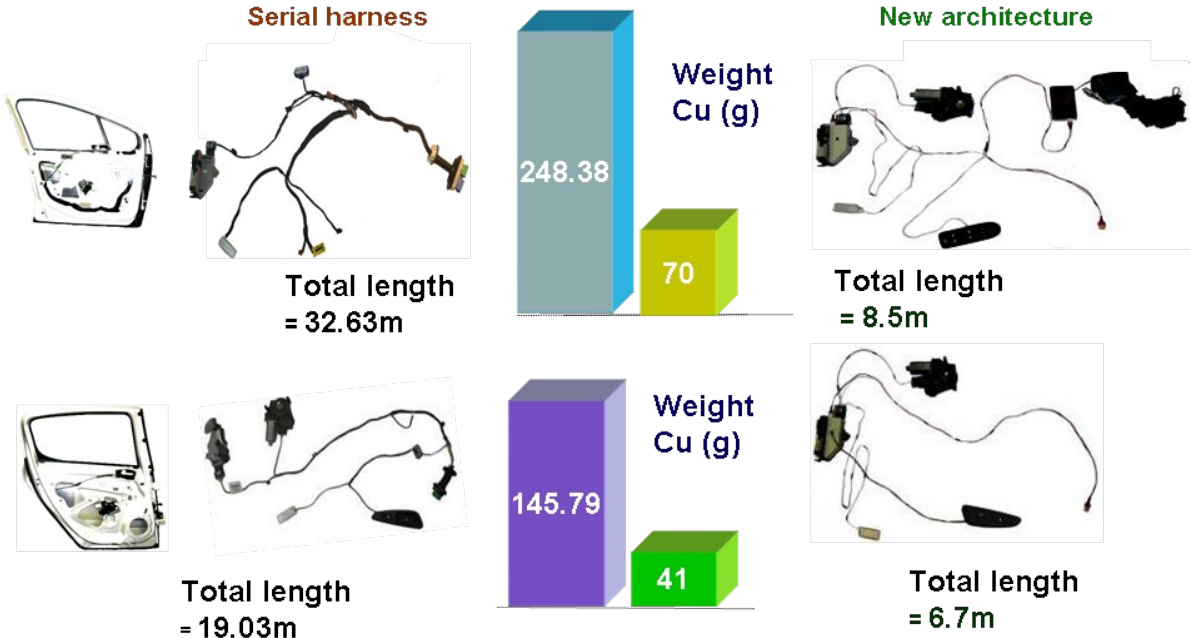 Serial harness
New architecture
Weight
Cu (g)
248.38
70
Total length
= 32.63m
Total length
= 8.5m
Weight
Cu (g)
145.79
41
Total length
= 19.03m
Total length
= 6.7m